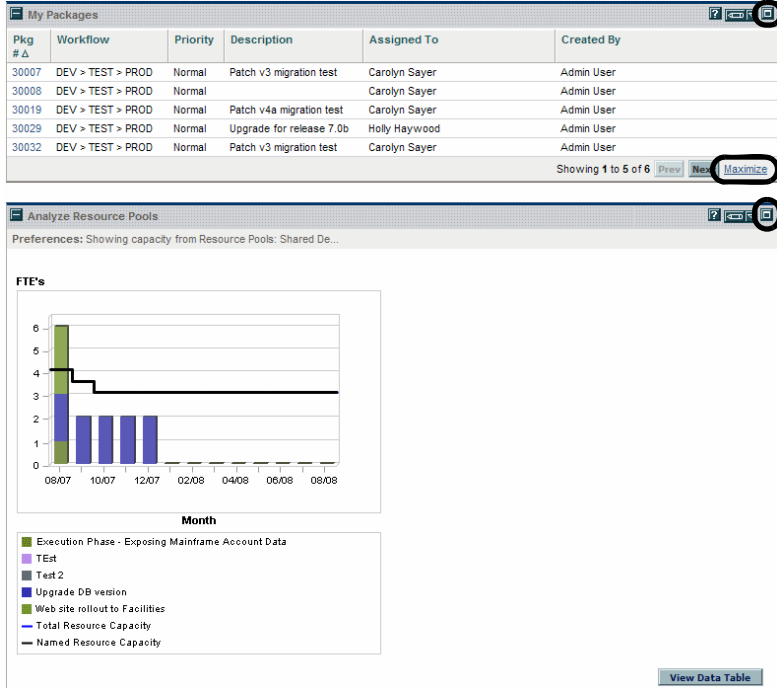 My Packages
Pkg # Δ Workflow Priority Description Assigned To Created By
30007 DEV > TEST > PROD Normal Patch v3 migration test Carolyn Sayer Admin User
30008 DEV > TEST > PROD Normal Carolyn Sayer Admin User
30019 DEV > TEST > PROD Normal Patch v4a migration test Carolyn Sayer Admin User
30029 DEV > TEST > PROD Normal Upgrade for release 7.0b Holly Haywood Admin User
30032 DEV > TEST > PROD Normal Patch v3 migration test Carolyn Sayer Admin User
Showing 1 to 5 of 6 Prev Next Maximize
Analyze Resource Pools
Preferences: Showing capacity from Resource Pools: Shared De...
FTE's
6
5
4
3
2
1
0
08/07 10/07 12/07 02/08 04/08 06/08 08/08
Month
Execution Phase - Exposing Mainframe Account Data
TEst
Test 2
Upgrade DB version
Web site rollout to Facilities
Total Resource Capacity
Named Resource Capacity
View Data Table